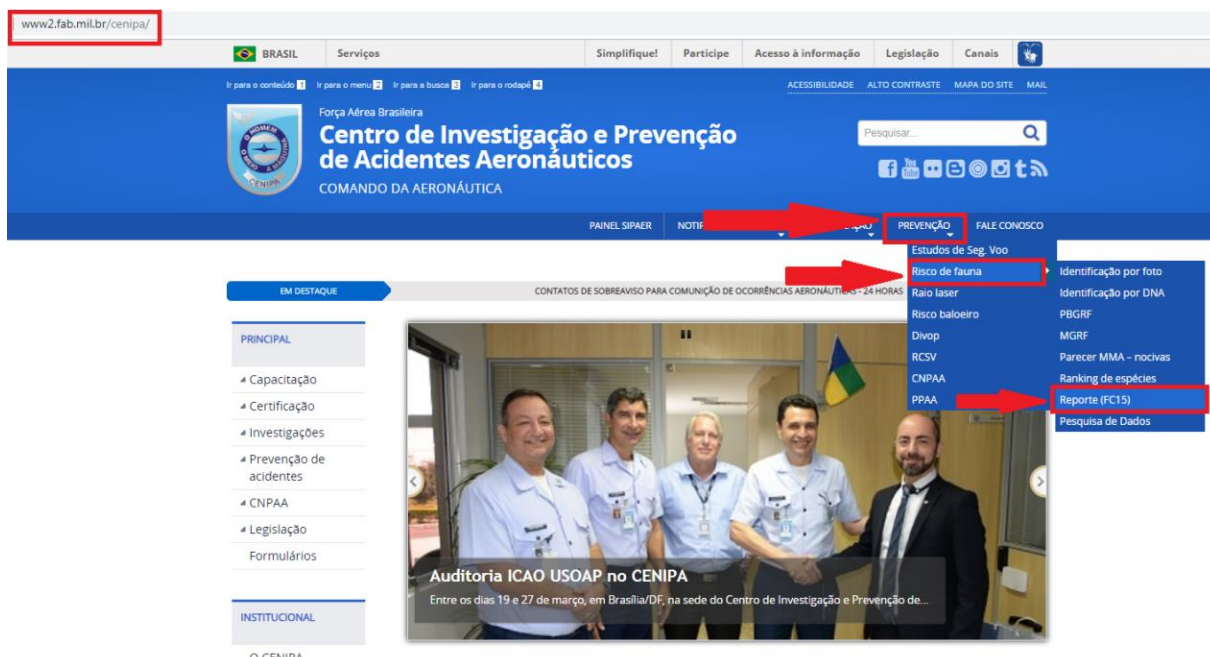 www2.fab.mil.br/cenipa/
BRASIL Serviços Simplifique! Participe Acesso à informação Legislação Canais
Ir para o conteúdo 1 Ir para o menu 2 Ir para a busca 3 Ir para o rodapé 4 ACESSIBILIDADE ALTO CONTRASTE MAPA DO SITE MAIL
Força Aérea Brasileira
Centro de Investigação e Prevenção
de Acidentes Aeronáuticos
COMANDO DA AERONÁUTICA
Pesquisar...
You
Tube
O HOMEM
CENIPA
PAINEL SIPAER PREVENÇÃO FALE CONOSCO
Estudos de Seg. Voo
Risco de fauna
Raio laser
Risco baloeiro
Divop
RCSV
CNPAA
PPAA
Identificação por foto
Identificação por DNA
PBGRF
MGRF
Parecer MMA – nocivas
Ranking de espécies
Reporte (FC15)
Pesquisa de Dados
EM DESTAQUE CONTATOS DE SOBREAVISO PARA COMUNIÇÃO DE OCORRÊNCIAS AERONÁUTICAS - 24 HORAS
PRINCIPAL
Capacitação
Certificação
Investigações
Prevenção de
acidentes
CNPAA
Legislação
Formulários
INSTITUCIONAL
O CENIPA
Auditoria ICAO USOAP no CENIPA
Entre os dias 19 e 27 de março, em Brasília/DF, na sede do Centro de Investigação e Prevenção de...